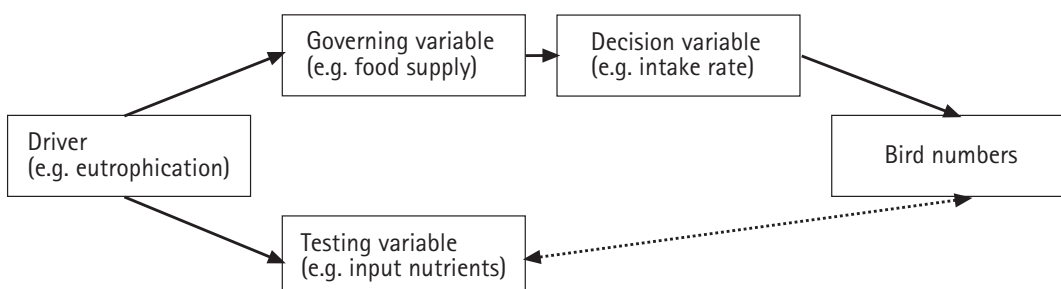 Governing variable
(e.g. food supply)
Decision variable
(e.g. intake rate)
Driver
(e.g. eutrophication)
Bird numbers
Testing variable
(e.g. input nutrients)